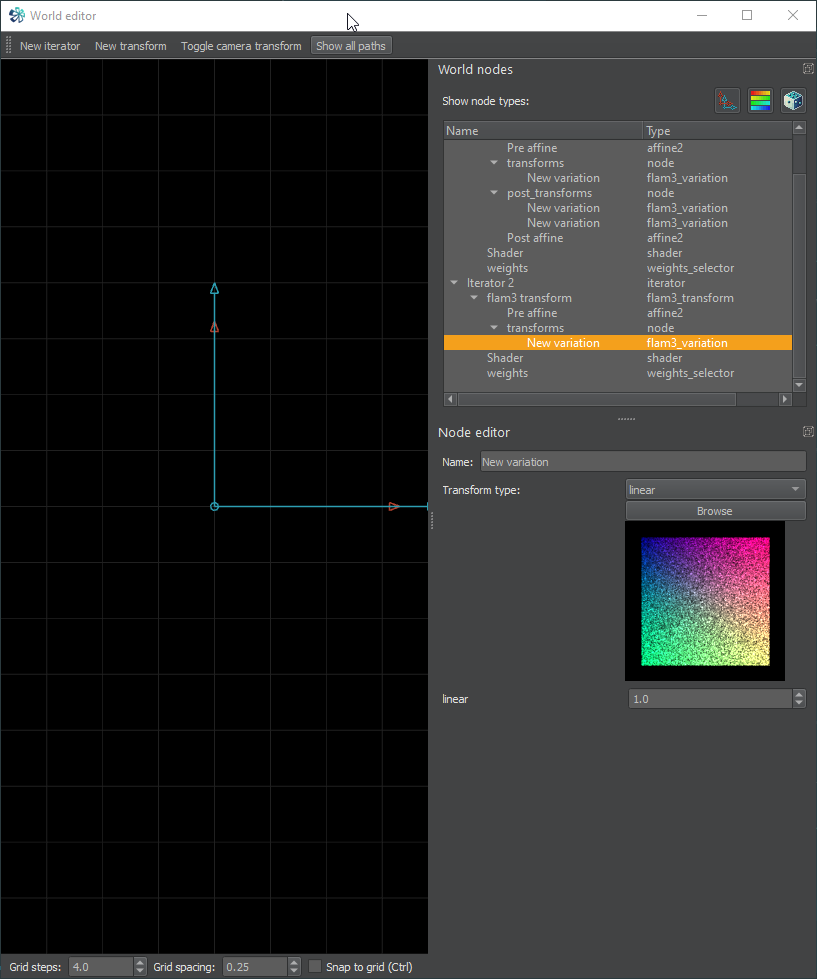 World editor
New iterator New transform Toggle camera transform Show all paths
World nodes
Show node types:
Name Type
Pre affine affine2
transforms node
New variation flam3_variation
post_transforms node
New variation flam3_variation
New variation flam3_variation
Post affine affine2
Shader shader
weights weights_selector
Iterator 2 iterator
flam3 transform flam3_transform
Pre affine affine2
transforms node
New variation flam3_variation
Shader shader
weights weights_selector
Node editor
Name: New variation
Transform type: linear
Browse
linear 1.0
Grid steps: 4.0 Grid spacing: 0.25 Snap to grid (Ctrl)